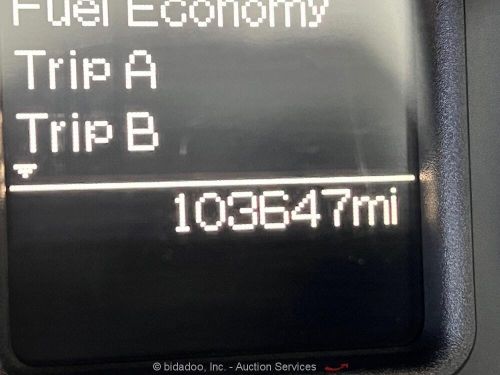 Fuel Economy
Trip A
Trip B
103647mi
© bidadoo, Inc. - Auction Services